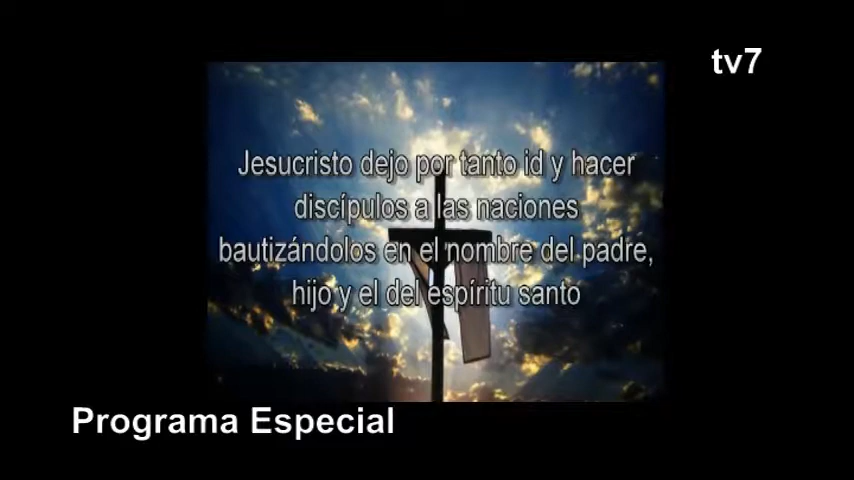 tv7
Jesucristo dejo por tanto id y hacer
discípulos a las naciones
bautizándolos en el nombre del padre,
hijo y el del espíritu santo
Programa Especial